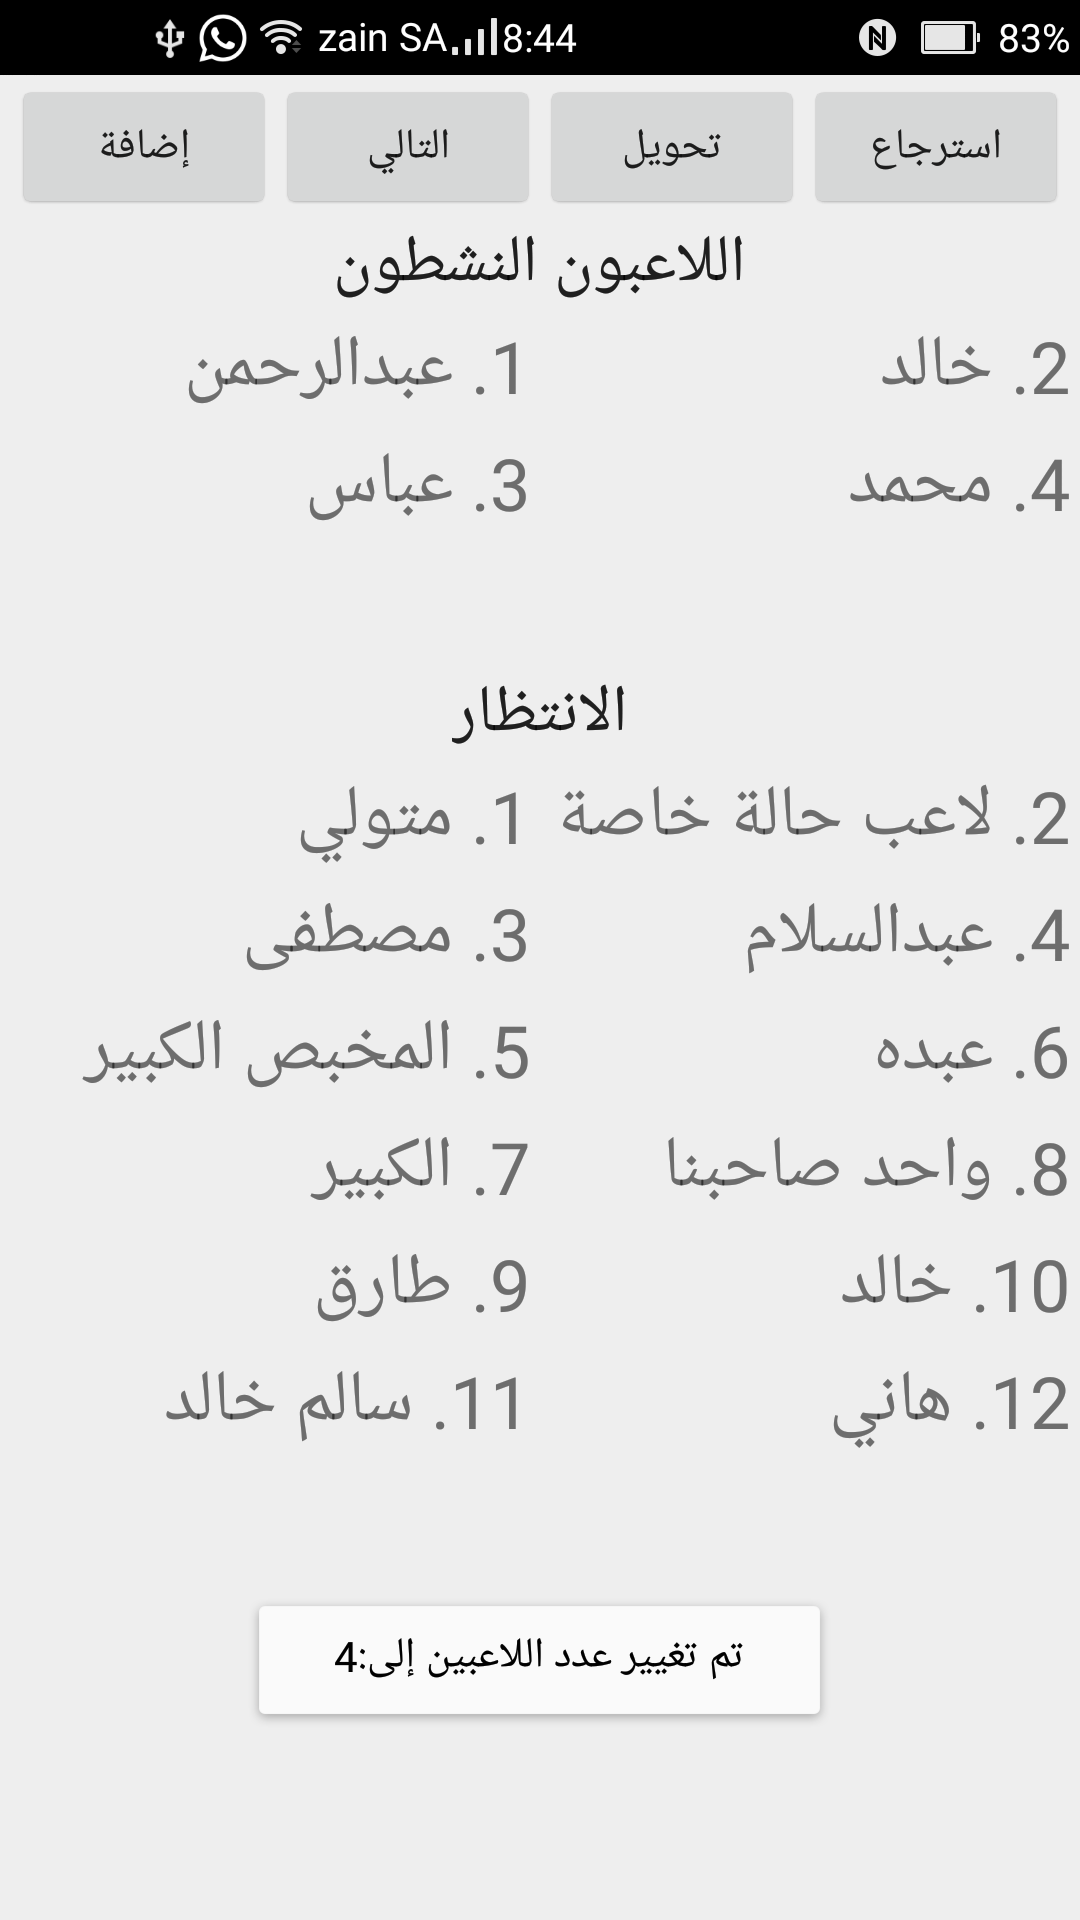 zain SA 8:44 83%
استرجاع تحويل التالي إضافة
اللاعبون النشطون
1. عبدالرحمن
2. خالد
3. عباس
4. محمد
الانتظار
1. متولي
2. لاعب حالة خاصة
3. مصطفى
4. عبدالسلام
5. المخبص الكبير
6. عبده
7. الكبير
8. واحد صاحبنا
9. طارق
10. خالد
11. سالم خالد
12. هاني
تم تغيير عدد اللاعبين إلى:4